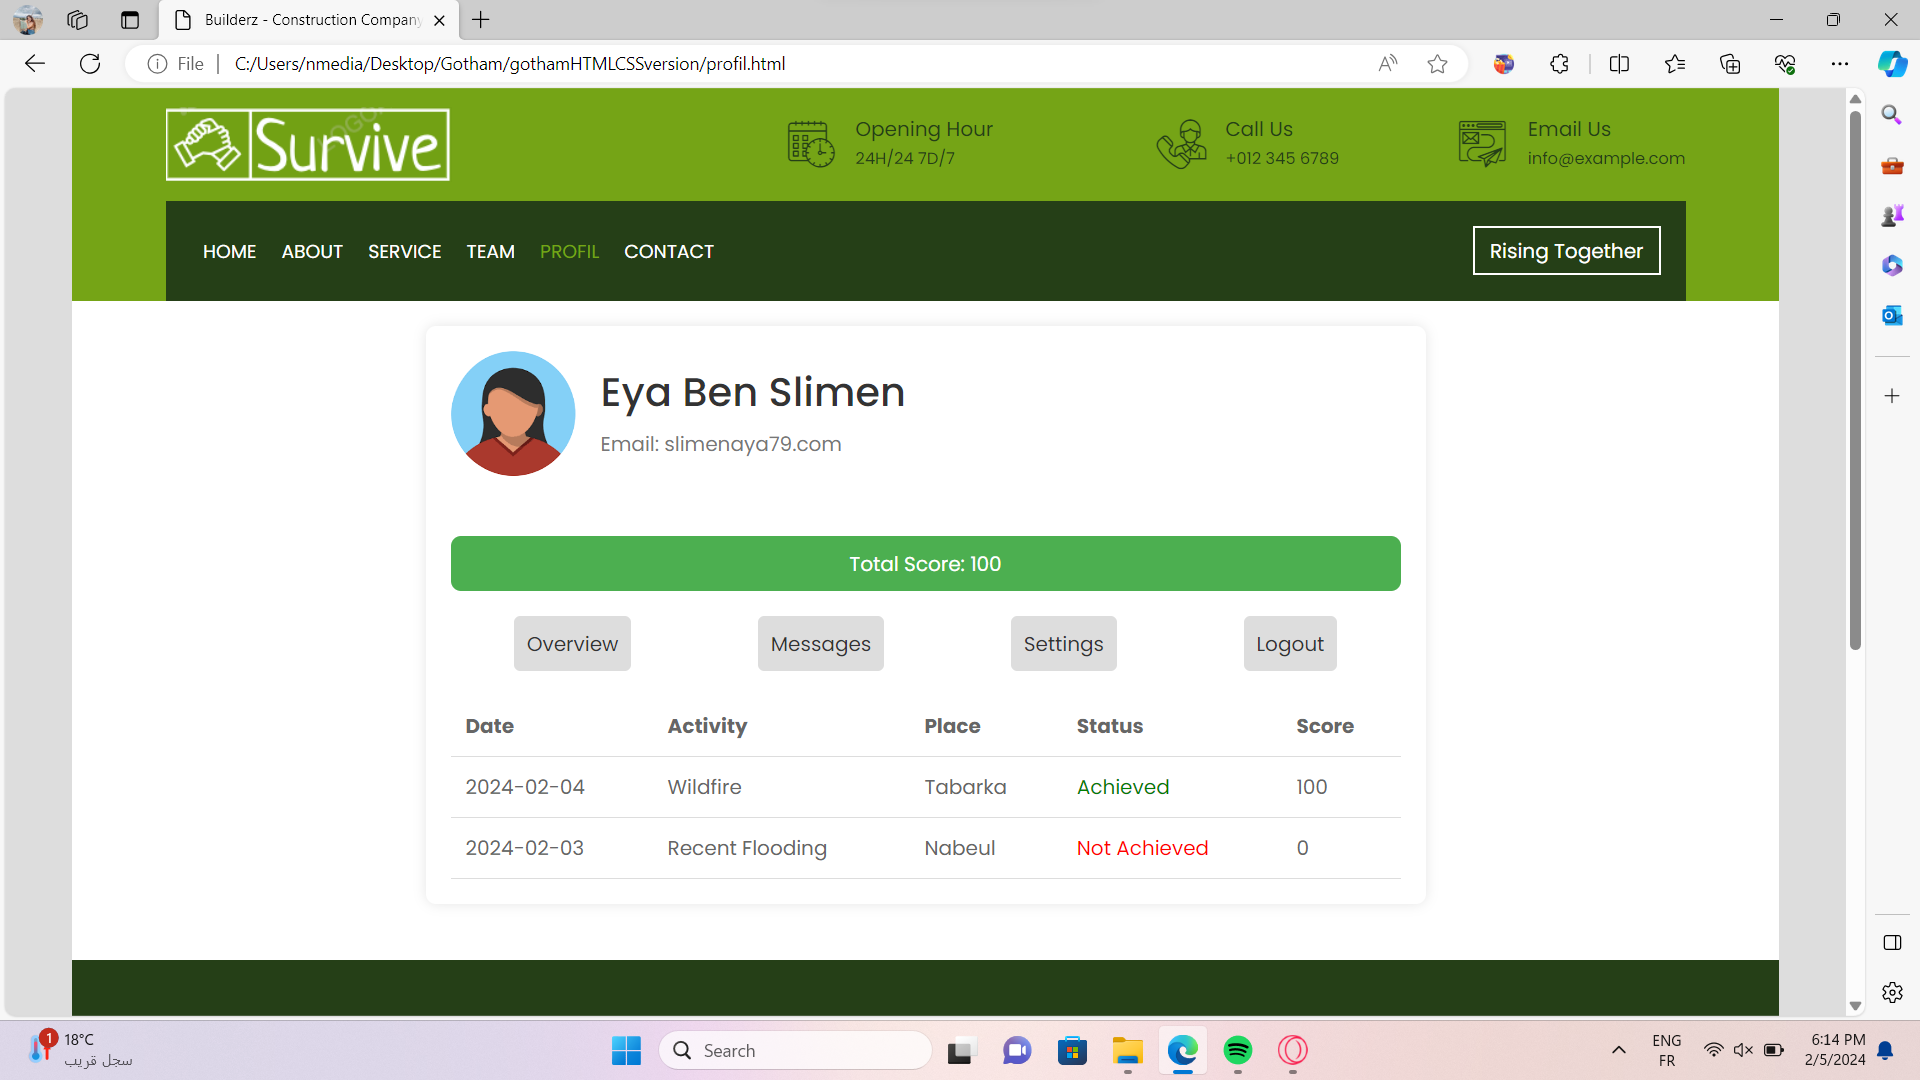 Builderz - Construction Company
File
C:/Users/nmedia/Desktop/Gotham/gothamHTMLCSSversion/profil.html
Survive
Opening Hour
24H/24 7D/7
Call Us
+012 345 6789
Email Us
info@example.com
HOME ABOUT SERVICE TEAM PROFIL CONTACT
Rising Together
Eya Ben Slimen
Email: slimenaya79.com
Total Score: 100
Overview Messages Settings Logout
Date Activity Place Status Score
2024-02-04 Wildfire Tabarka Achieved 100
2024-02-03 Recent Flooding Nabeul Not Achieved 0
1
18°C
سجل قريب
Search
ENG
FR
6:14 PM
2/5/2024